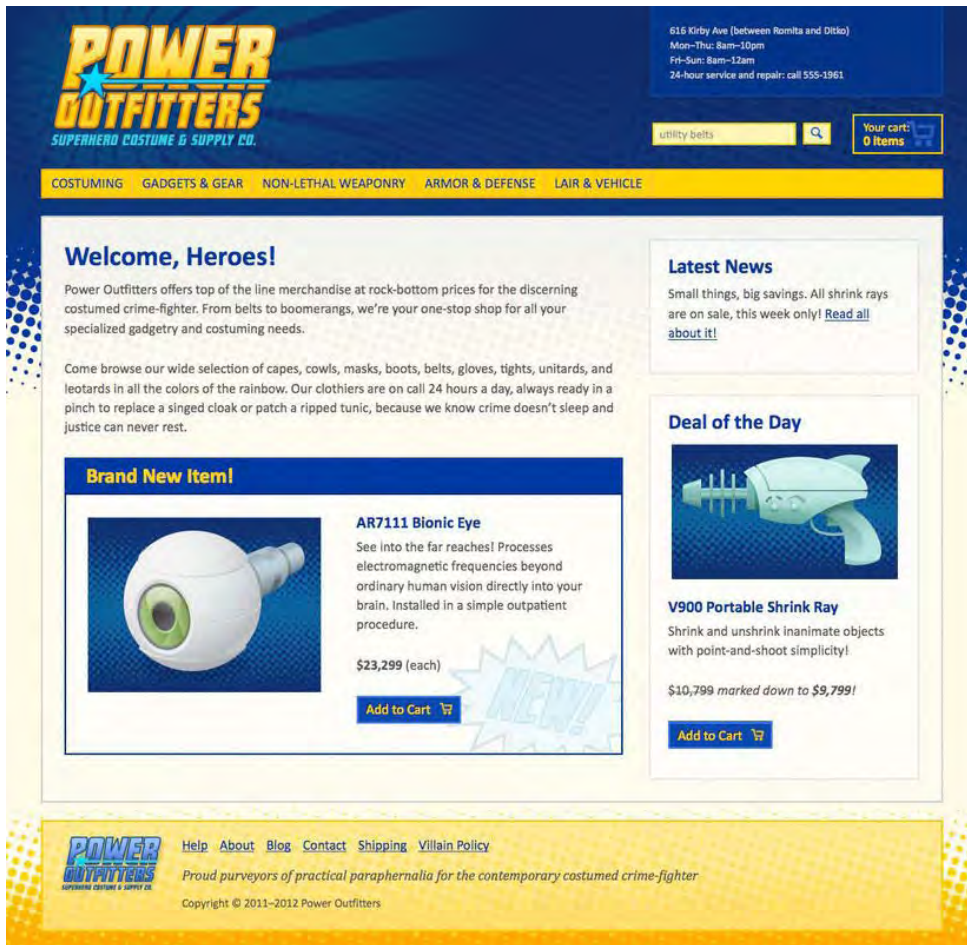 POWER
OUTFITTERS
SUPERHERO COSTUME & SUPPLY CO.
616 Kirby Ave (between Romita and Ditko)
Mon–Thu: 8am–10pm
Fri–Sun: 8am–12am
24-hour service and repair: call 555-1961
utility belts
Your cart:
0 items
COSTUMING GADGETS & GEAR NON-LETHAL WEAPONRY ARMOR & DEFENSE LAIR & VEHICLE
Welcome, Heroes!
Power Outfitters offers top of the line merchandise at rock-bottom prices for the discerning
costumed crime-fighter. From belts to boomerangs, we’re your one-stop shop for all your
specialized gadgetry and costuming needs.
Come browse our wide selection of capes, cowls, masks, boots, belts, gloves, tights, unitards, and
leotards in all the colors of the rainbow. Our clothiers are on call 24 hours a day, always ready in a
pinch to replace a singed cloak or patch a ripped tunic, because we know crime doesn’t sleep and
justice can never rest.
Brand New Item!
AR7111 Bionic Eye
See into the far reaches! Processes
electromagnetic frequencies beyond
ordinary human vision directly into your
brain. Installed in a simple outpatient
procedure.
$23,299 (each)
Add to Cart
NEW!
Latest News
Small things, big savings. All shrink rays
are on sale, this week only! Read all
about it!
Deal of the Day
V900 Portable Shrink Ray
Shrink and unshrink inanimate objects
with point-and-shoot simplicity!
$10,799 marked down to $9,799!
Add to Cart
POWER
OUTFITTERS
SUPERHERO COSTUME & SUPPLY CO.
Help About Blog Contact Shipping Villain Policy
Proud purveyors of practical paraphernalia for the contemporary costumed crime-fighter
Copyright © 2011–2012 Power Outfitters